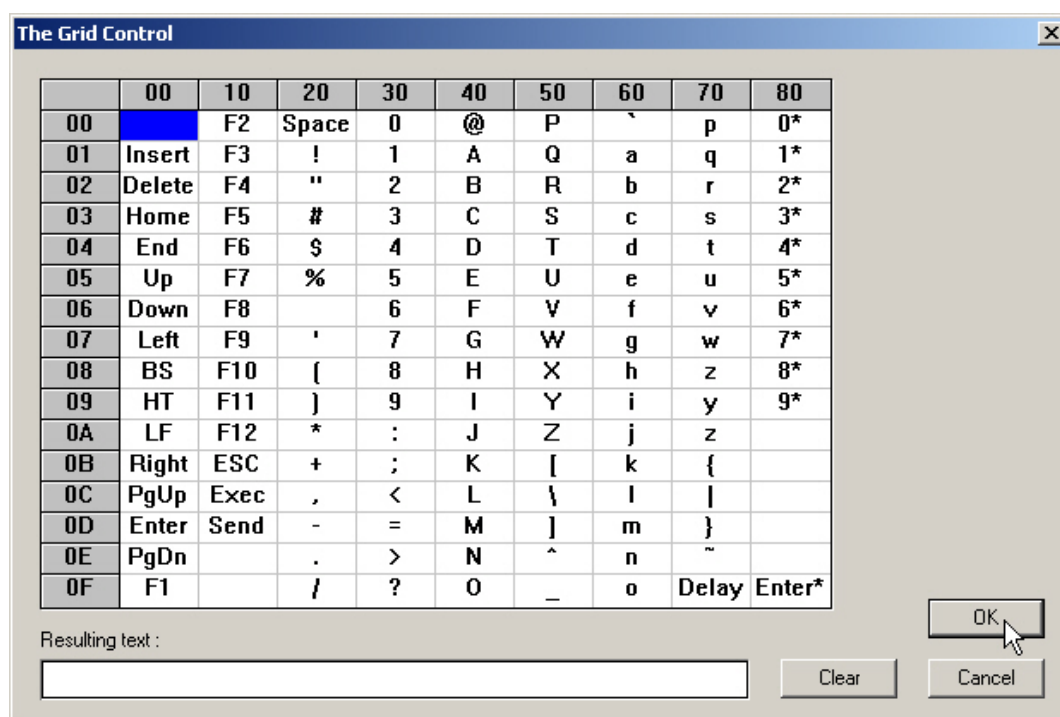 The Grid Control
00 10 20 30 40 50 60 70 80
00 F2 Space 0 @ P ` p 0*
01 Insert F3 ! 1 A Q a q 1*
02 Delete F4 " 2 B R b r 2*
03 Home F5 # 3 C S c s 3*
04 End F6 $ 4 D T d t 4*
05 Up F7 % 5 E U e u 5*
06 Down F8 6 F V f v 6*
07 Left F9 ' 7 G W g w 7*
08 BS F10 ( 8 H X h z 8*
09 HT F11 ) 9 I Y i y 9*
0A LF F12 * : J Z j z
0B Right ESC + ; K [ k {
0C PgUp Exec , < L \ l |
0D Enter Send - = M ] m }
0E PgDn . > N ^ n ~
0F F1 / ? O _ o Delay Enter*
OK
Resulting text :
Clear Cancel